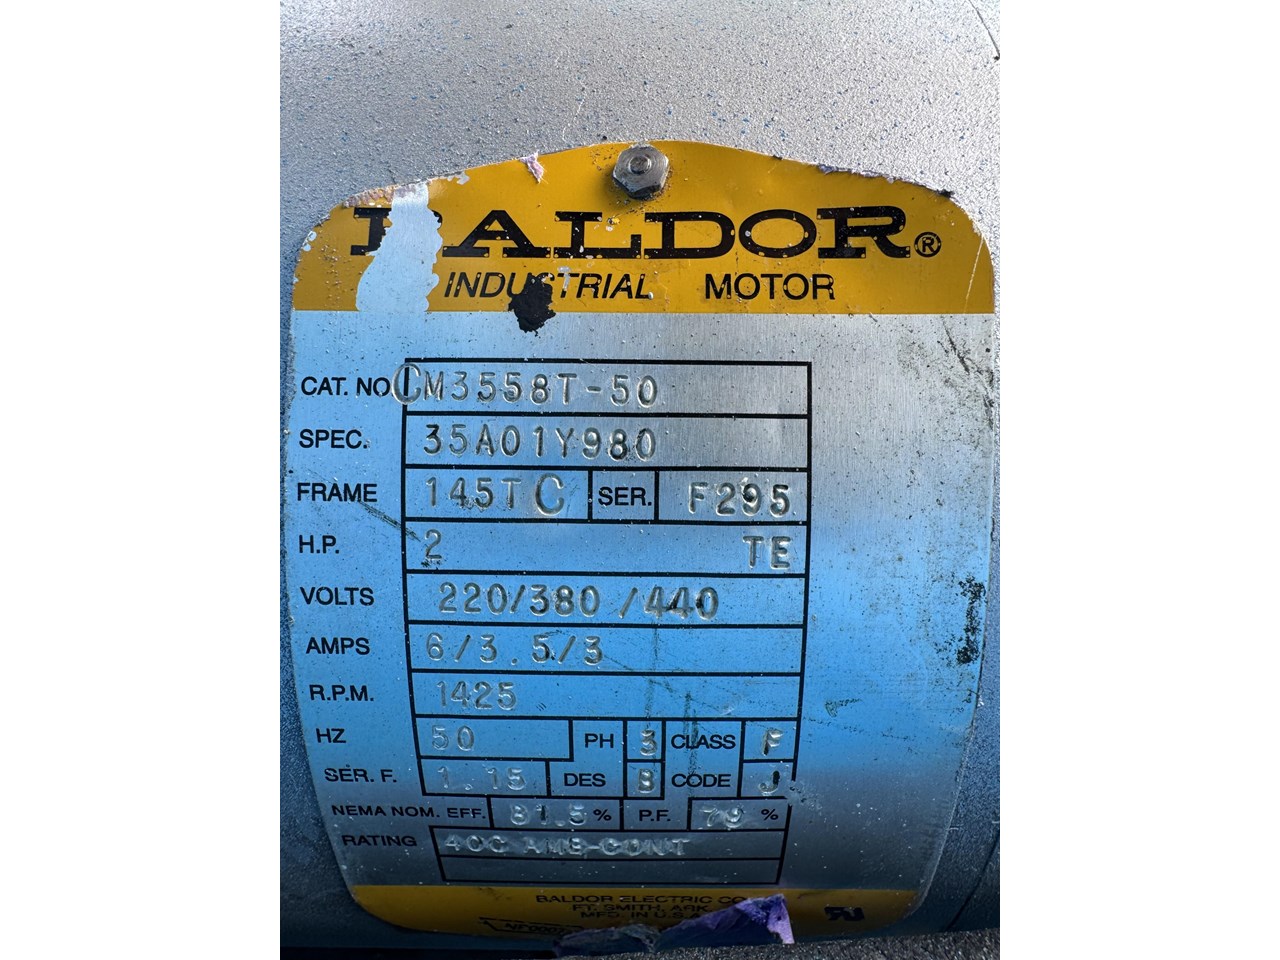 BALDOR®
INDUSTRIAL MOTOR
CAT. NO. CM3558T-50
SPEC. 35A01Y980
FRAME 145TC SER. F295
H.P. 2 TE
VOLTS 220/380/440
AMPS 6/3.5/3
R.P.M. 1425
HZ 50 PH 3 CLASS F
SER. F. 1.15 DES B CODE J
NEMA NOM. EFF. 81.5 % P.F. 79 %
RATING 40C AMB-CONT
BALDOR ELECTRIC CO
FT. SMITH, ARK
MFD. IN U.S.A